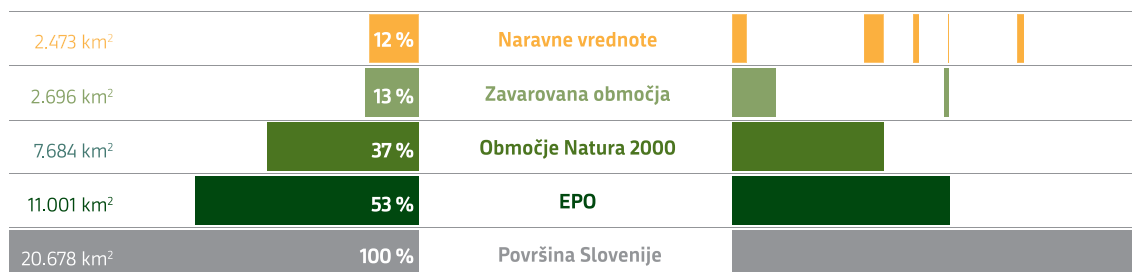 2.473 km² 12 % Naravne vrednote
2.696 km² 13 % Zavarovana območja
7.684 km² 37 % Območje Natura 2000
11.001 km² 53 % EPO
20.678 km² 100 % Površina Slovenije